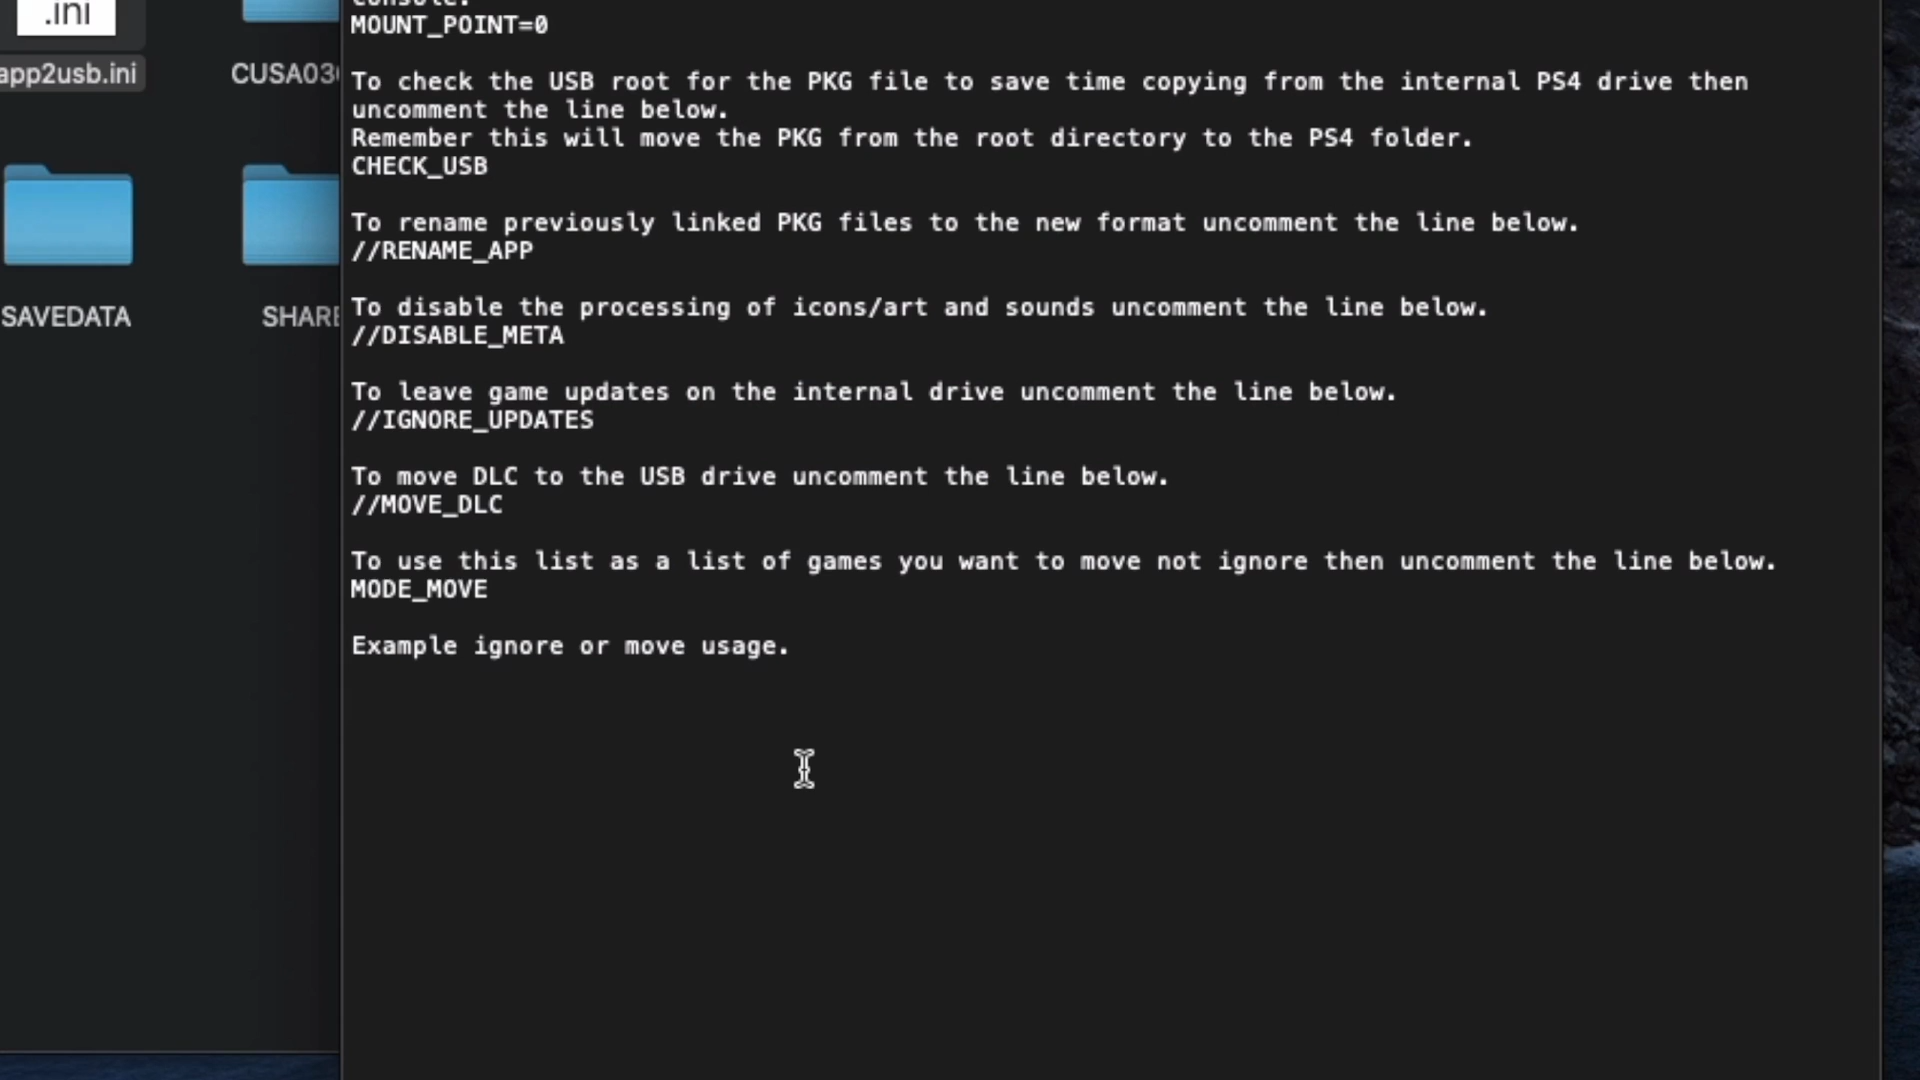 .ini
app2usb.ini
CUSA03
SAVEDATA
SHARE
console.
MOUNT_POINT=0
To check the USB root for the PKG file to save time copying from the internal PS4 drive then
uncomment the line below.
Remember this will move the PKG from the root directory to the PS4 folder.
CHECK_USB
To rename previously linked PKG files to the new format uncomment the line below.
//RENAME_APP
To disable the processing of icons/art and sounds uncomment the line below.
//DISABLE_META
To leave game updates on the internal drive uncomment the line below.
//IGNORE_UPDATES
To move DLC to the USB drive uncomment the line below.
//MOVE_DLC
To use this list as a list of games you want to move not ignore then uncomment the line below.
MODE_MOVE
Example ignore or move usage.